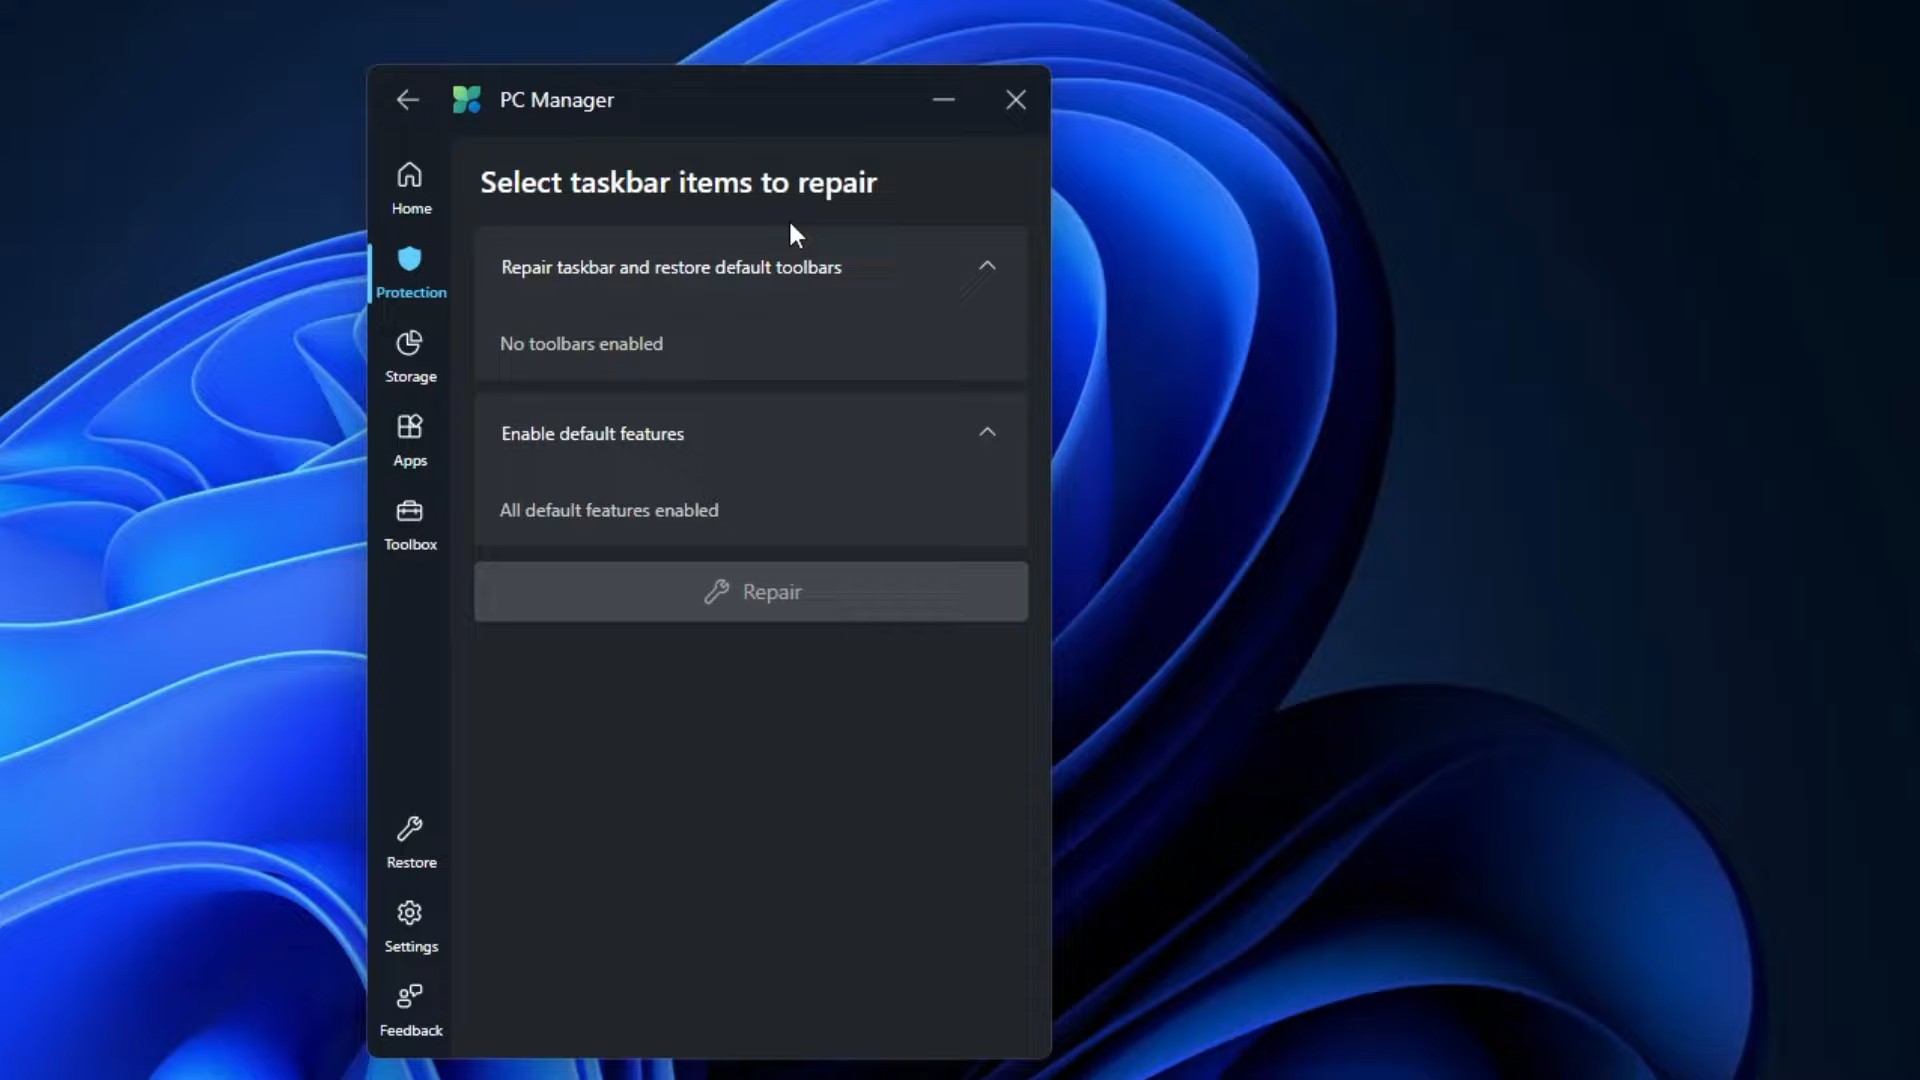 PC Manager
Home
Protection
Storage
Apps
Toolbox
Restore
Settings
Feedback
Select taskbar items to repair
Repair taskbar and restore default toolbars
No toolbars enabled
Enable default features
All default features enabled
Repair